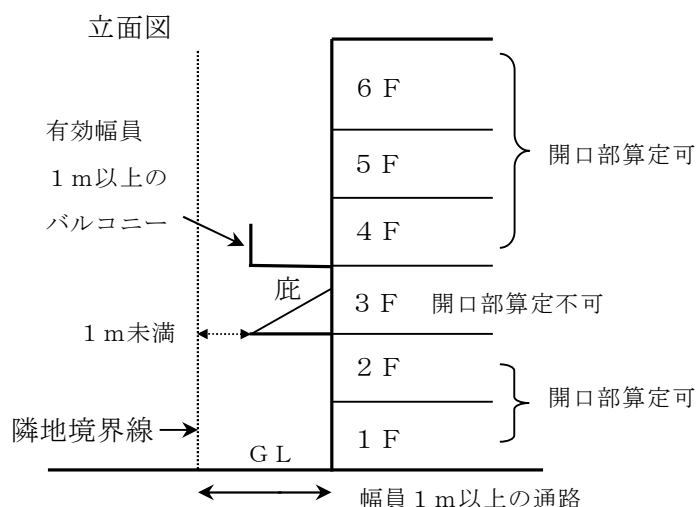 立面図
6F
有効幅員
1m以上の
バルコニー
5F
開口部算定可
4F
庇
3F 開口部算定不可
1m未満
2F
開口部算定可
隣地境界線
1F
GL
幅員1m以上の通路